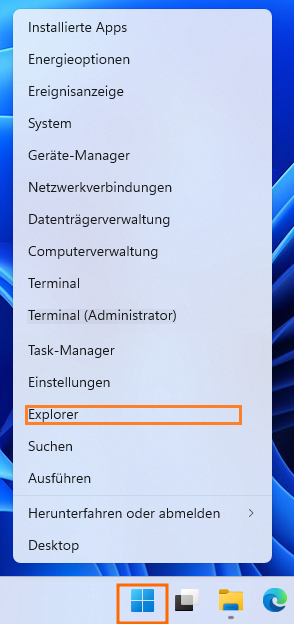 Installierte Apps
Energieoptionen
Ereignisanzeige
System
Geräte-Manager
Netzwerkverbindungen
Datenträgerverwaltung
Computerverwaltung
Terminal
Terminal (Administrator)
Task-Manager
Einstellungen
Explorer
Suchen
Ausführen
Herunterfahren oder abmelden
Desktop